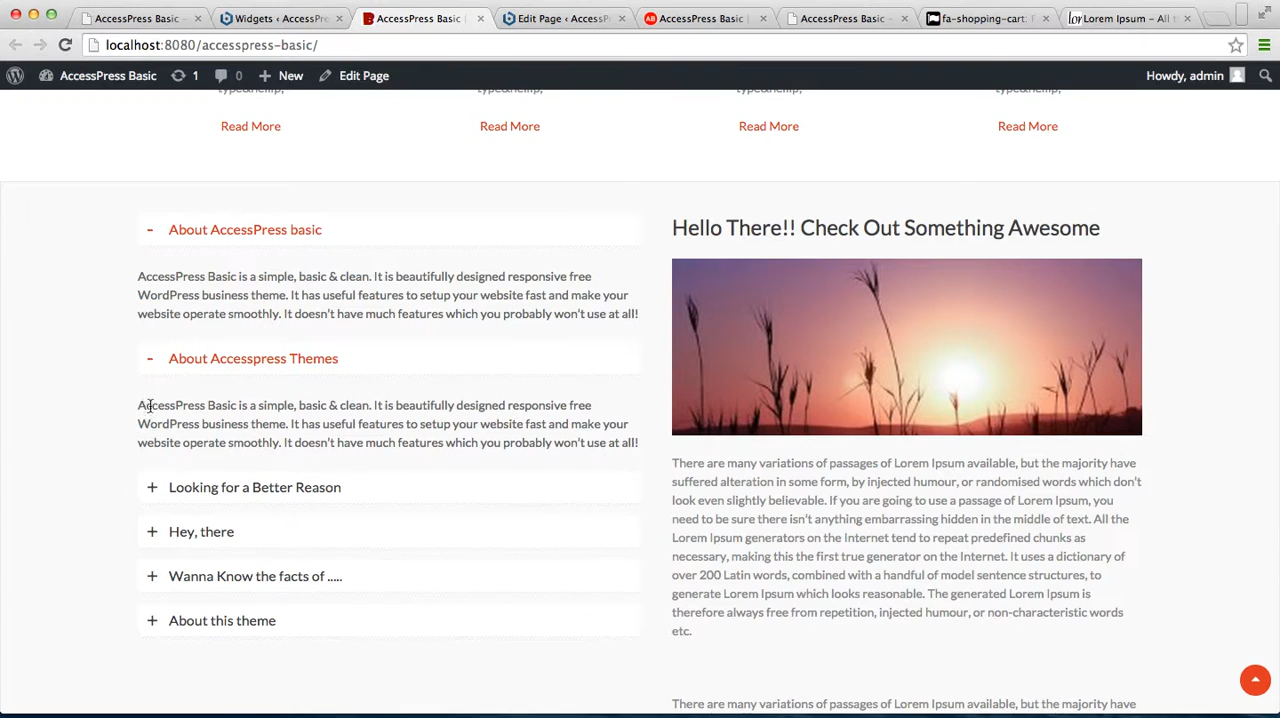 AccessPress Basic -
Widgets ‹ AccessPre
AccessPress Basic |
Edit Page ‹ AccessP
AccessPress Basic |
AccessPress Basic -
fa-shopping-cart: F
Lorem Ipsum – All t
localhost:8080/accesspress-basic/
AccessPress Basic 1 0 New Edit Page Howdy, admin
type&hellip; type&hellip; type&hellip; type&hellip;
Read More Read More Read More Read More
- About AccessPress basic
AccessPress Basic is a simple, basic & clean. It is beautifully designed responsive free
WordPress business theme. It has useful features to setup your website fast and make your
website operate smoothly. It doesn't have much features which you probably won't use at all!
- About Accesspress Themes
AccessPress Basic is a simple, basic & clean. It is beautifully designed responsive free
WordPress business theme. It has useful features to setup your website fast and make your
website operate smoothly. It doesn't have much features which you probably won't use at all!
+ Looking for a Better Reason
+ Hey, there
+ Wanna Know the facts of .....
+ About this theme
Hello There!! Check Out Something Awesome
There are many variations of passages of Lorem Ipsum available, but the majority have
suffered alteration in some form, by injected humour, or randomised words which don't
look even slightly believable. If you are going to use a passage of Lorem Ipsum, you
need to be sure there isn't anything embarrassing hidden in the middle of text. All the
Lorem Ipsum generators on the Internet tend to repeat predefined chunks as
necessary, making this the first true generator on the Internet. It uses a dictionary of
over 200 Latin words, combined with a handful of model sentence structures, to
generate Lorem Ipsum which looks reasonable. The generated Lorem Ipsum is
therefore always free from repetition, injected humour, or non-characteristic words
etc.
There are many variations of passages of Lorem Ipsum available, but the majority have